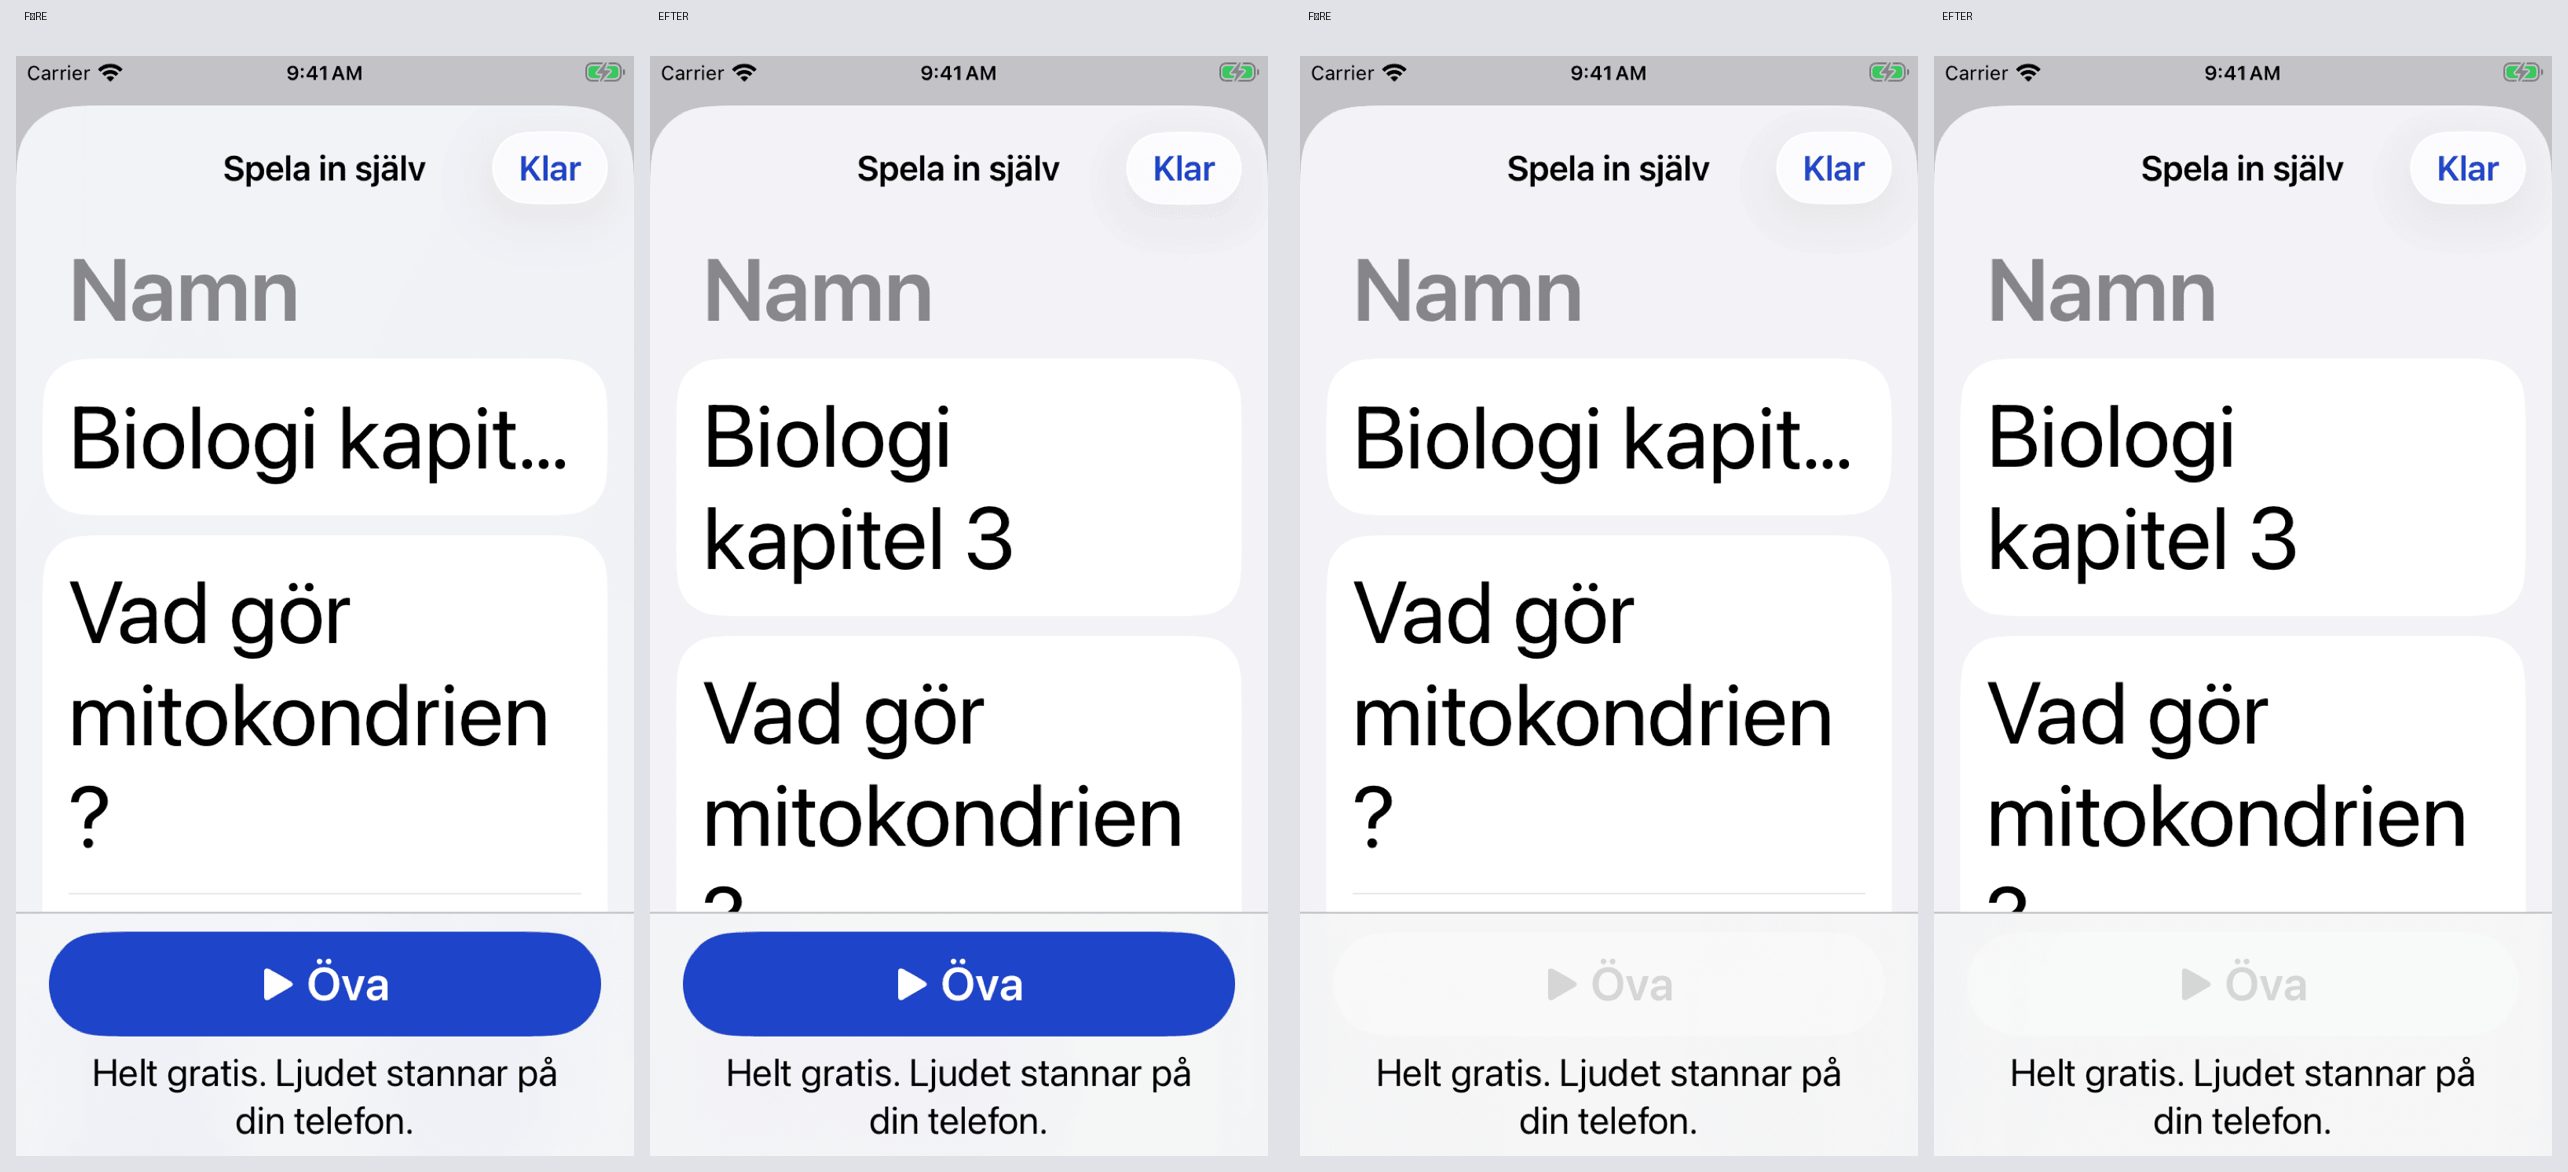 FØRE
Carrier 9:41 AM
Spela in själv Klar
Namn
Biologi kapit...
Vad gör
mitokondrien
?
Öva
Helt gratis. Ljudet stannar på
din telefon.
EFTER
Carrier 9:41 AM
Spela in själv Klar
Namn
Biologi
kapitel 3
Vad gör
mitokondrien
?
Öva
Helt gratis. Ljudet stannar på
din telefon.
Carrier 9:41 AM
Spela in själv Klar
Namn
Biologi kapit...
Vad gör
mitokondrien
?
Öva
Helt gratis. Ljudet stannar på
din telefon.
EFTER
Carrier 9:41 AM
Spela in själv Klar
Namn
Biologi
kapitel 3
Vad gör
mitokondrien
?
Öva
Helt gratis. Ljudet stannar på
din telefon.